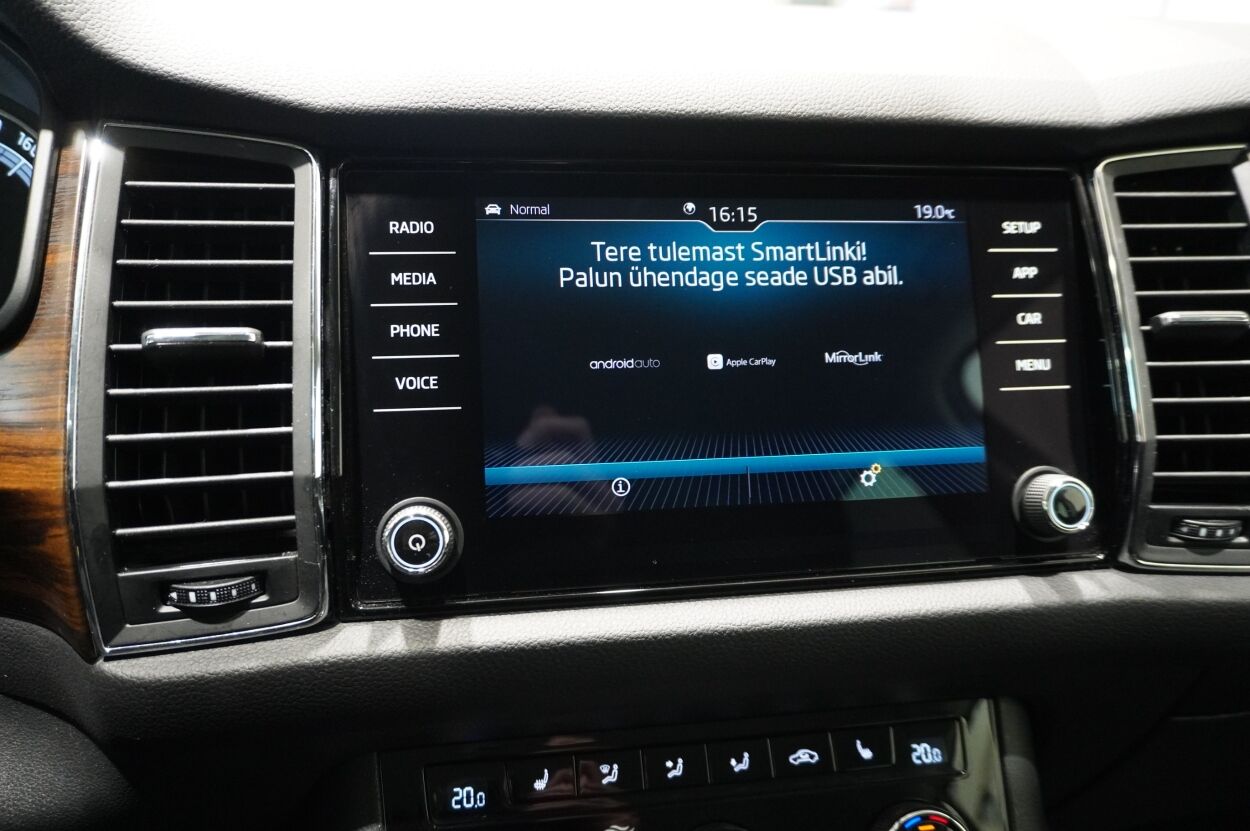 160
Normal
16:15
19.0°C
RADIO
MEDIA
PHONE
VOICE
Tere tulemast SmartLinki!
Palun ühendage seade USB abil.
androidauto
Apple CarPlay
MirrorLink
SETUP
APP
CAR
MENU
20.0
20.0